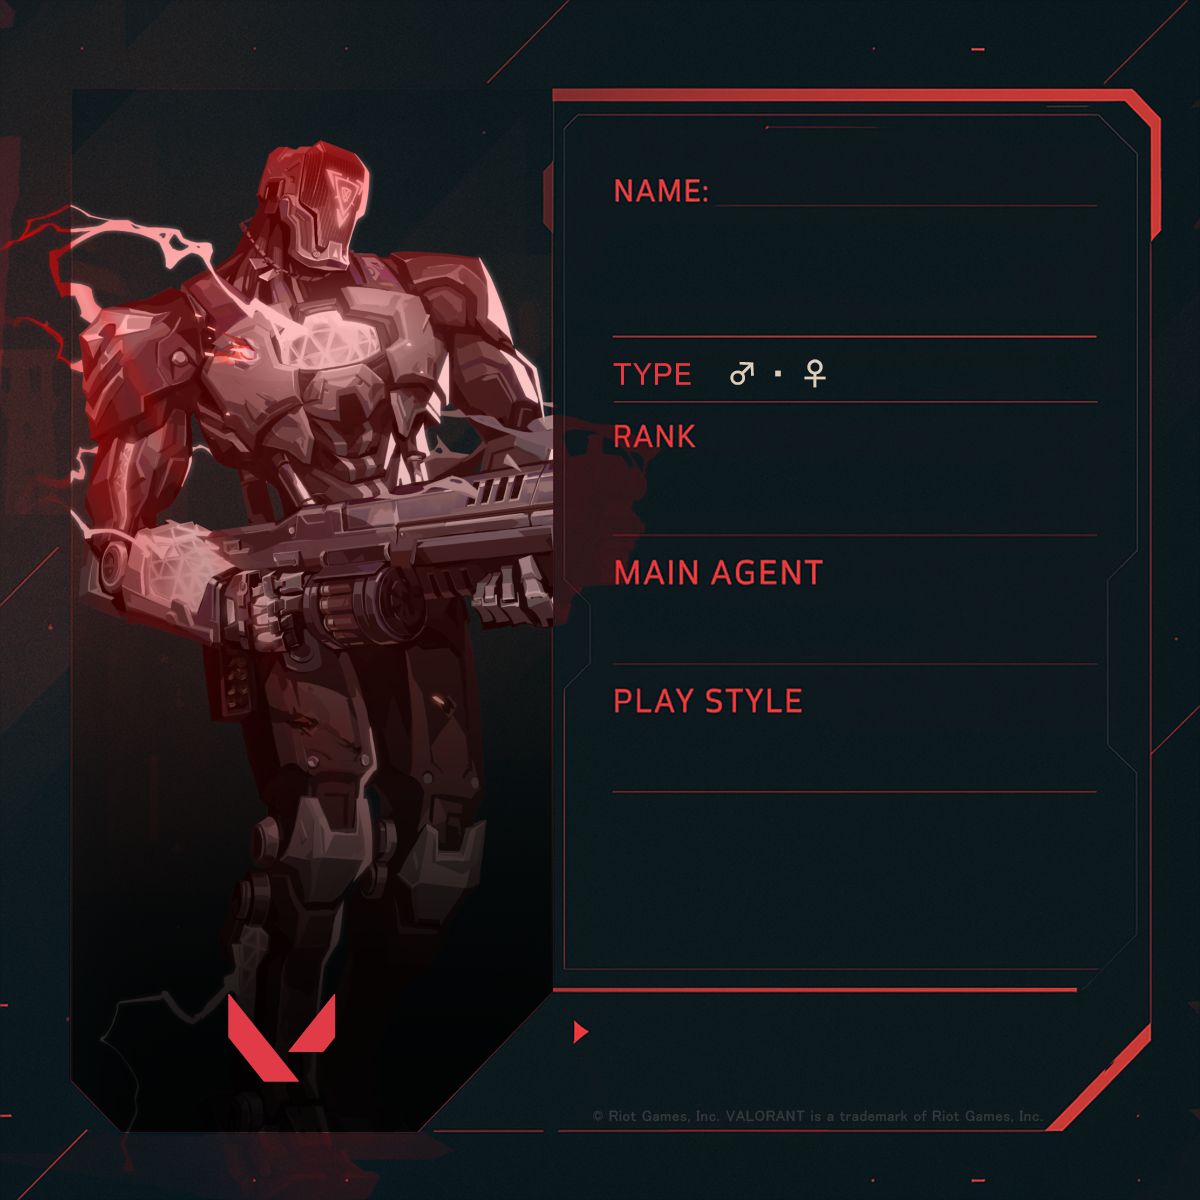 NAME:
TYPE ♂ · ♀
RANK
MAIN AGENT
PLAY STYLE
© Riot Games, Inc. VALORANT is a trademark of Riot Games, Inc.